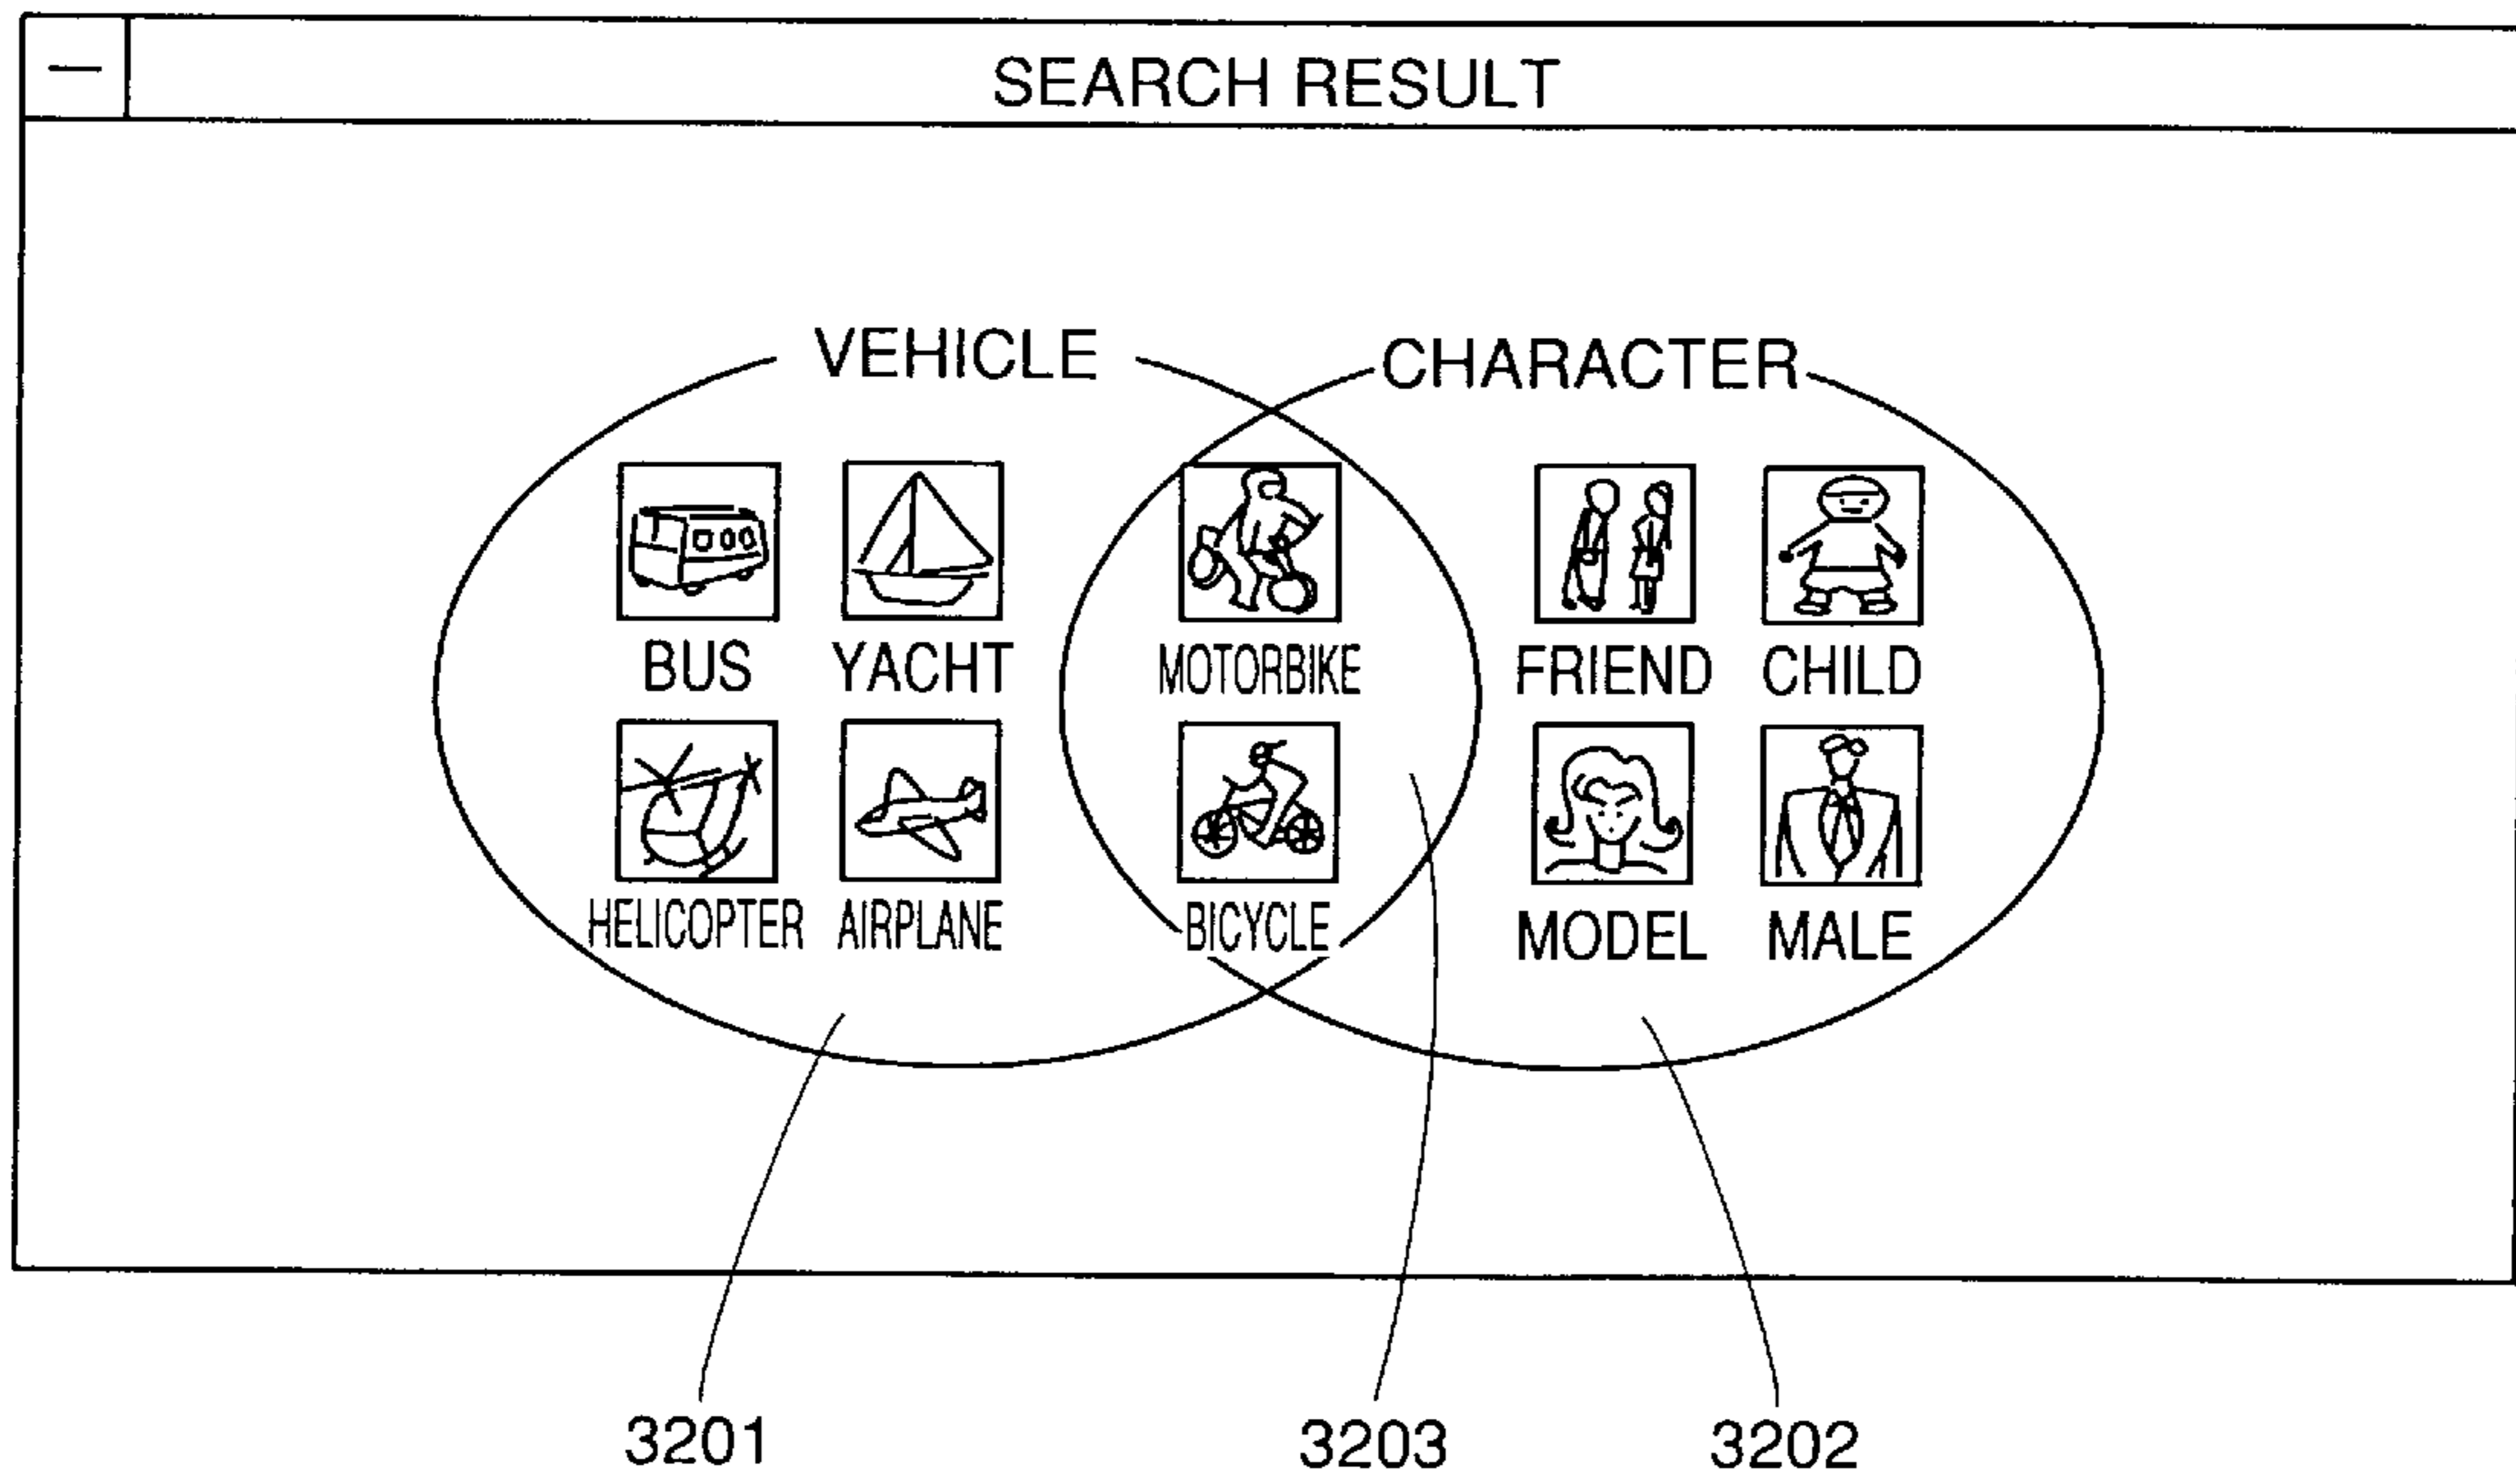 SEARCH RESULT
VEHICLE CHARACTER
BUS YACHT MOTORBIKE FRIEND CHILD
HELICOPTER AIRPLANE BICYCLE MODEL MALE
3201 3203 3202